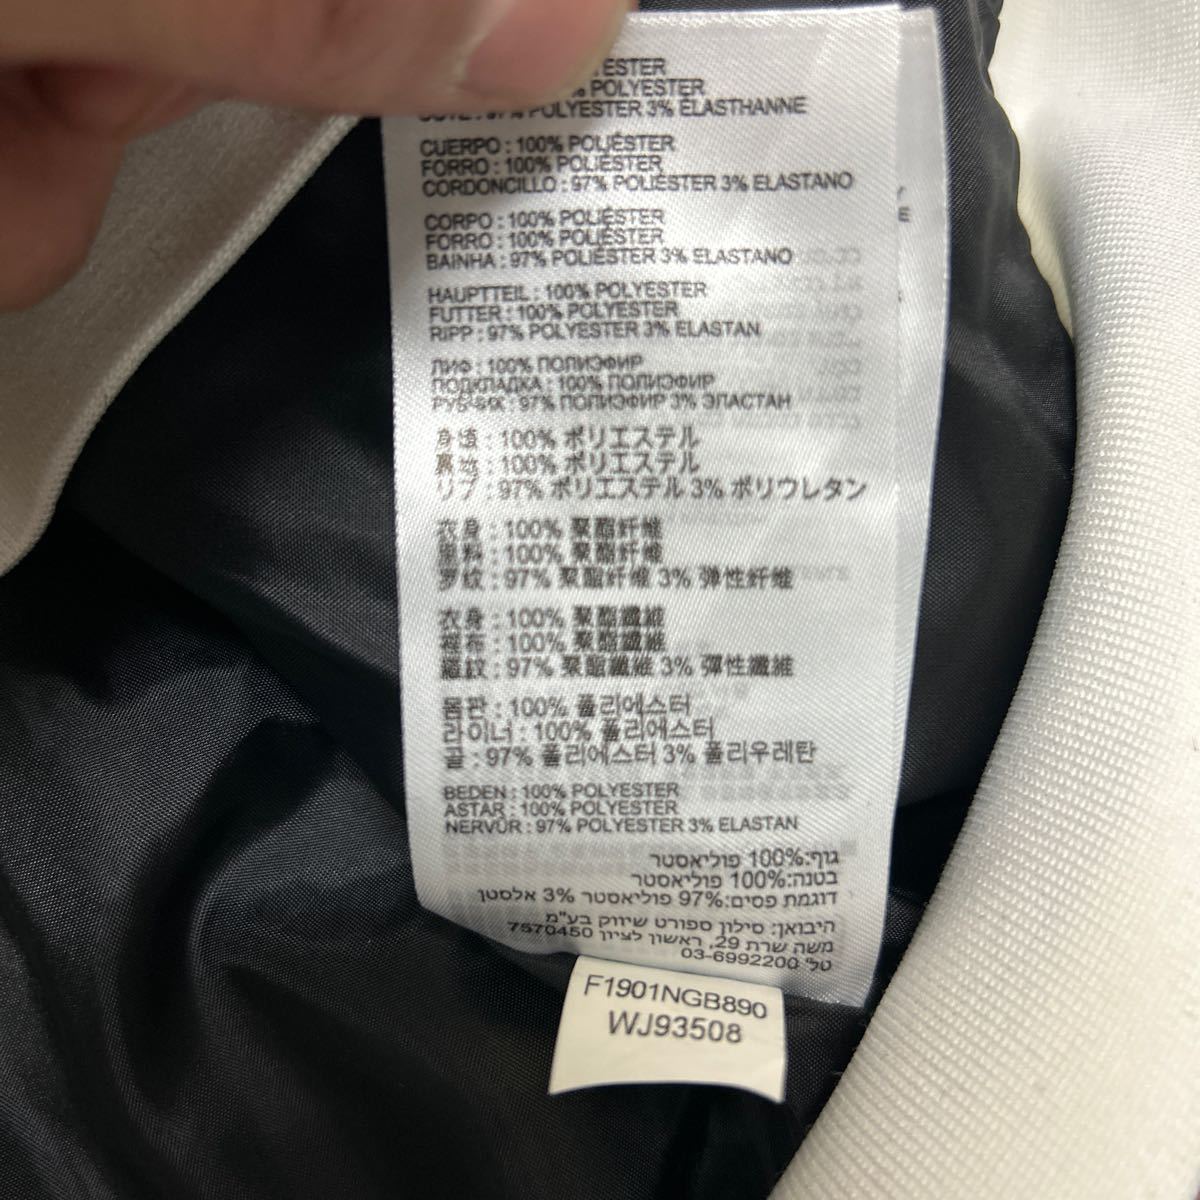 POLYESTER
CUERPO : 100% POLIÉSTER
FORRO : 100% POLIÉSTER
CORDONCILLO : 97% POLIÉSTER 3% ELASTANO
CORPO : 100% POLIÉSTER
FORRO : 100% POLIÉSTER
BAINHA : 97% POLIÉSTER 3% ELASTANO
HAUPTTEIL : 100% POLYESTER
FUTTER : 100% POLYESTER
RIPP : 97% POLYESTER 3% ELASTAN
ЛИФ : 100% ПОЛИЭФИР
ПОДКЛАДКА : 100% ПОЛИЭФИР
РУБЧИК : 97% ПОЛИЭФИР 3% ЭЛАСТАН
身頃 : 100% ポリエステル
裏地 : 100% ポリエステル
リブ : 97% ポリエステル 3% ポリウレタン
衣身 : 100% 聚酯纤维
里料 : 100% 聚酯纤维
罗纹 : 97% 聚酯纤维 3% 弹性纤维
衣身 : 100% 聚酯纖維
裡布 : 100% 聚酯纖維
羅紋 : 97% 聚酯纖維 3% 彈性纖維
몸판 : 100% 폴리에스터
라이너 : 100% 폴리에스터
골 : 97% 폴리에스터 3% 폴리우레탄
BEDEN : 100% POLYESTER
ASTAR : 100% POLYESTER
NERVÜR : 97% POLYESTER 3% ELASTAN
גוף:100% פוליאסטר
בטנה:100% פוליאסטר
דוגמת פסים:97% פוליאסטר 3% אלסטן
היבואן: סילון ספורט שיווק בע"מ
משה שרת 29, ראשון לציון 7570450
טל' 03-6992200
F1901NGB890
WJ93508